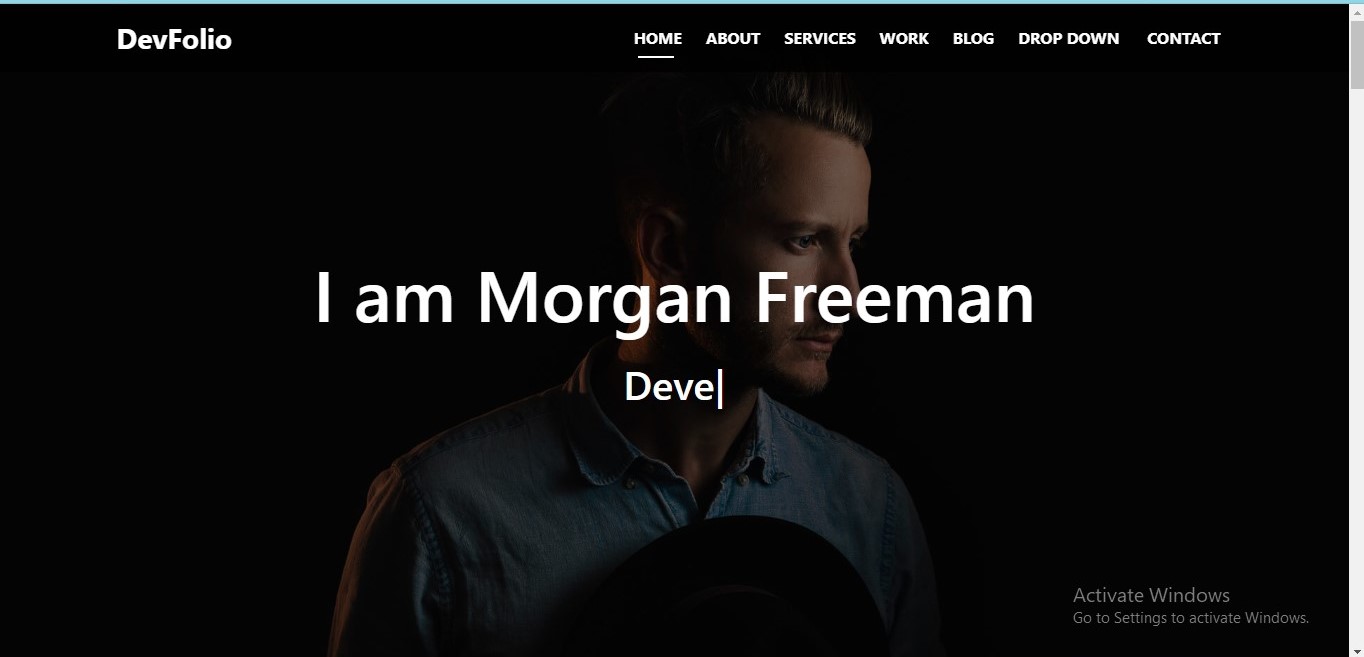 DevFolio
HOME ABOUT SERVICES WORK BLOG DROP DOWN CONTACT
I am Morgan Freeman
Deve|
Activate Windows
Go to Settings to activate Windows.